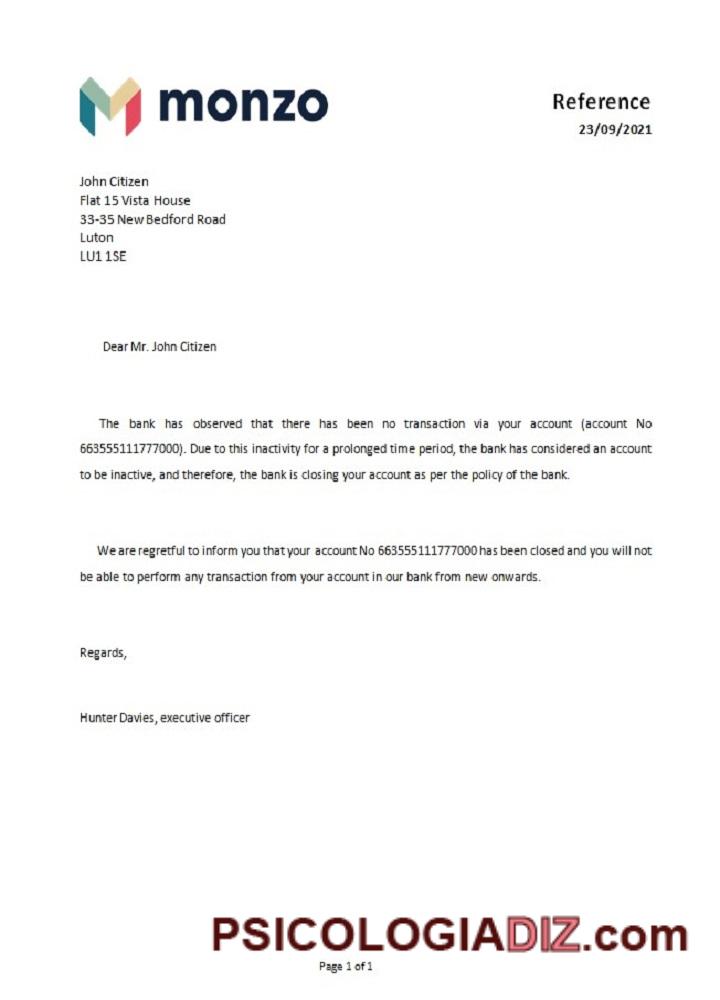 monzo
Reference
23/09/2021
John Citizen
Flat 15 Vista House
33-35 New Bedford Road
Luton
LU1 1SE
Dear Mr. John Citizen
The bank has observed that there has been no transaction via your account (account No
663555111777000). Due to this inactivity for a prolonged time period, the bank has considered an account
to be inactive, and therefore, the bank is closing your account as per the policy of the bank.
We are regretful to inform you that your account No 663555111777000 has been closed and you will not
be able to perform any transaction from your account in our bank from new onwards.
Regards,
Hunter Davies, executive officer
PSICOLOGIADIZ.com
Page 1 of 1